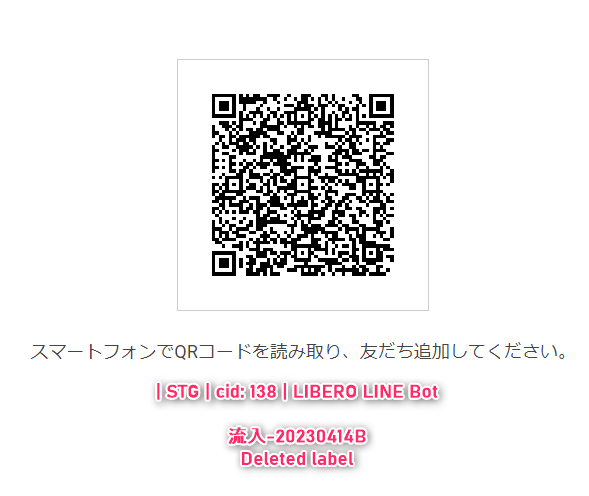 スマートフォンでQRコードを読み取り、友だち追加してください。
| STG | cid: 138 | LIBERO LINE Bot
流入-20230414B
Deleted label